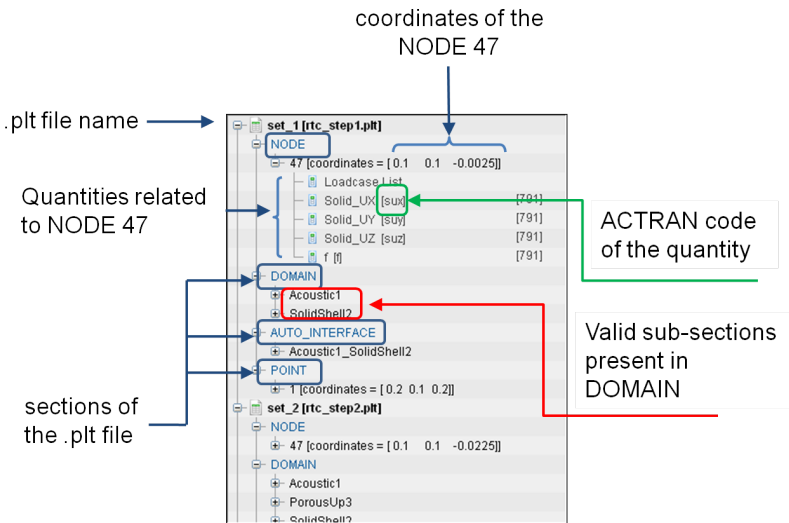 coordinates of the
NODE 47
.plt file name
set_1 [rtc_step1.plt]
NODE
47 [coordinates = [ 0.1 0.1 -0.0025]]
Quantities related
to NODE 47
Loadcase List
Solid_UX [sux] [791]
Solid_UY [suy] [791]
Solid_UZ [suz] [791]
f [f] [791]
ACTRAN code
of the quantity
DOMAIN
Acoustic1
SolidShell2
AUTO_INTERFACE
Acoustic1_SolidShell2
POINT
1 [coordinates = [ 0.2 0.1 0.2]]
Valid sub-sections
present in
DOMAIN
sections of
the .plt file
set_2 [rtc_step2.plt]
NODE
47 [coordinates = [ 0.1 0.1 -0.0225]]
DOMAIN
Acoustic1
PorousUp3
SolidShell2